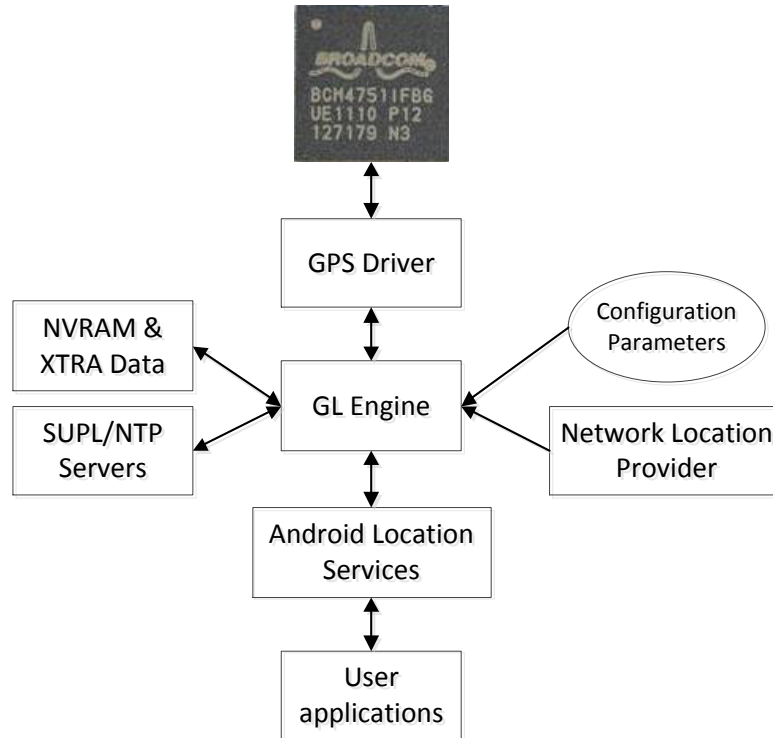 BROADCOM®
BCM4751IFBG
UE1110 P12
127179 N3
GPS Driver
NVRAM &
XTRA Data
Configuration
Parameters
GL Engine
SUPL/NTP
Servers
Network Location
Provider
Android Location
Services
User
applications